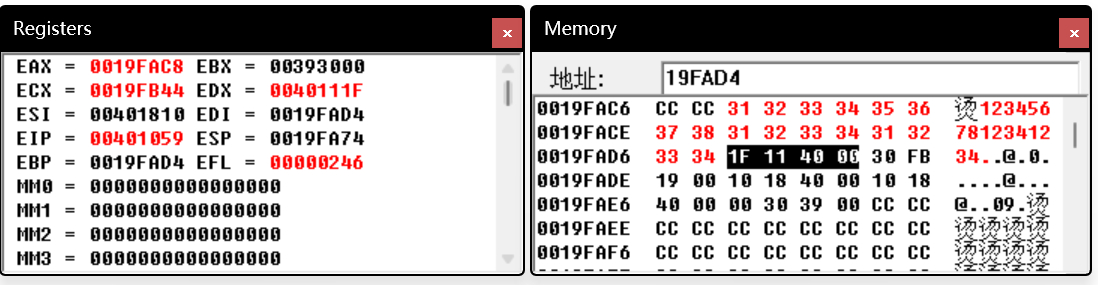 Registers
x
EAX = 0019FAC8 EBX = 00393000
ECX = 0019FB44 EDX = 0040111F
ESI = 00401810 EDI = 0019FAD4
EIP = 00401059 ESP = 0019FA74
EBP = 0019FAD4 EFL = 00000246
MM0 = 0000000000000000
MM1 = 0000000000000000
MM2 = 0000000000000000
MM3 = 0000000000000000
Memory
x
地址: 19FAD4
0019FAC6 CC CC 31 32 33 34 35 36 烫123456
0019FACE 37 38 31 32 33 34 31 32 78123412
0019FAD6 33 34 1F 11 40 00 30 FB 34..@.0.
0019FADE 19 00 10 18 40 00 10 18 ....@...
0019FAE6 40 00 00 30 39 00 CC CC @..09.烫
0019FAEE CC CC CC CC CC CC CC CC 烫烫烫烫
0019FAF6 CC CC CC CC CC CC CC CC 烫烫烫烫